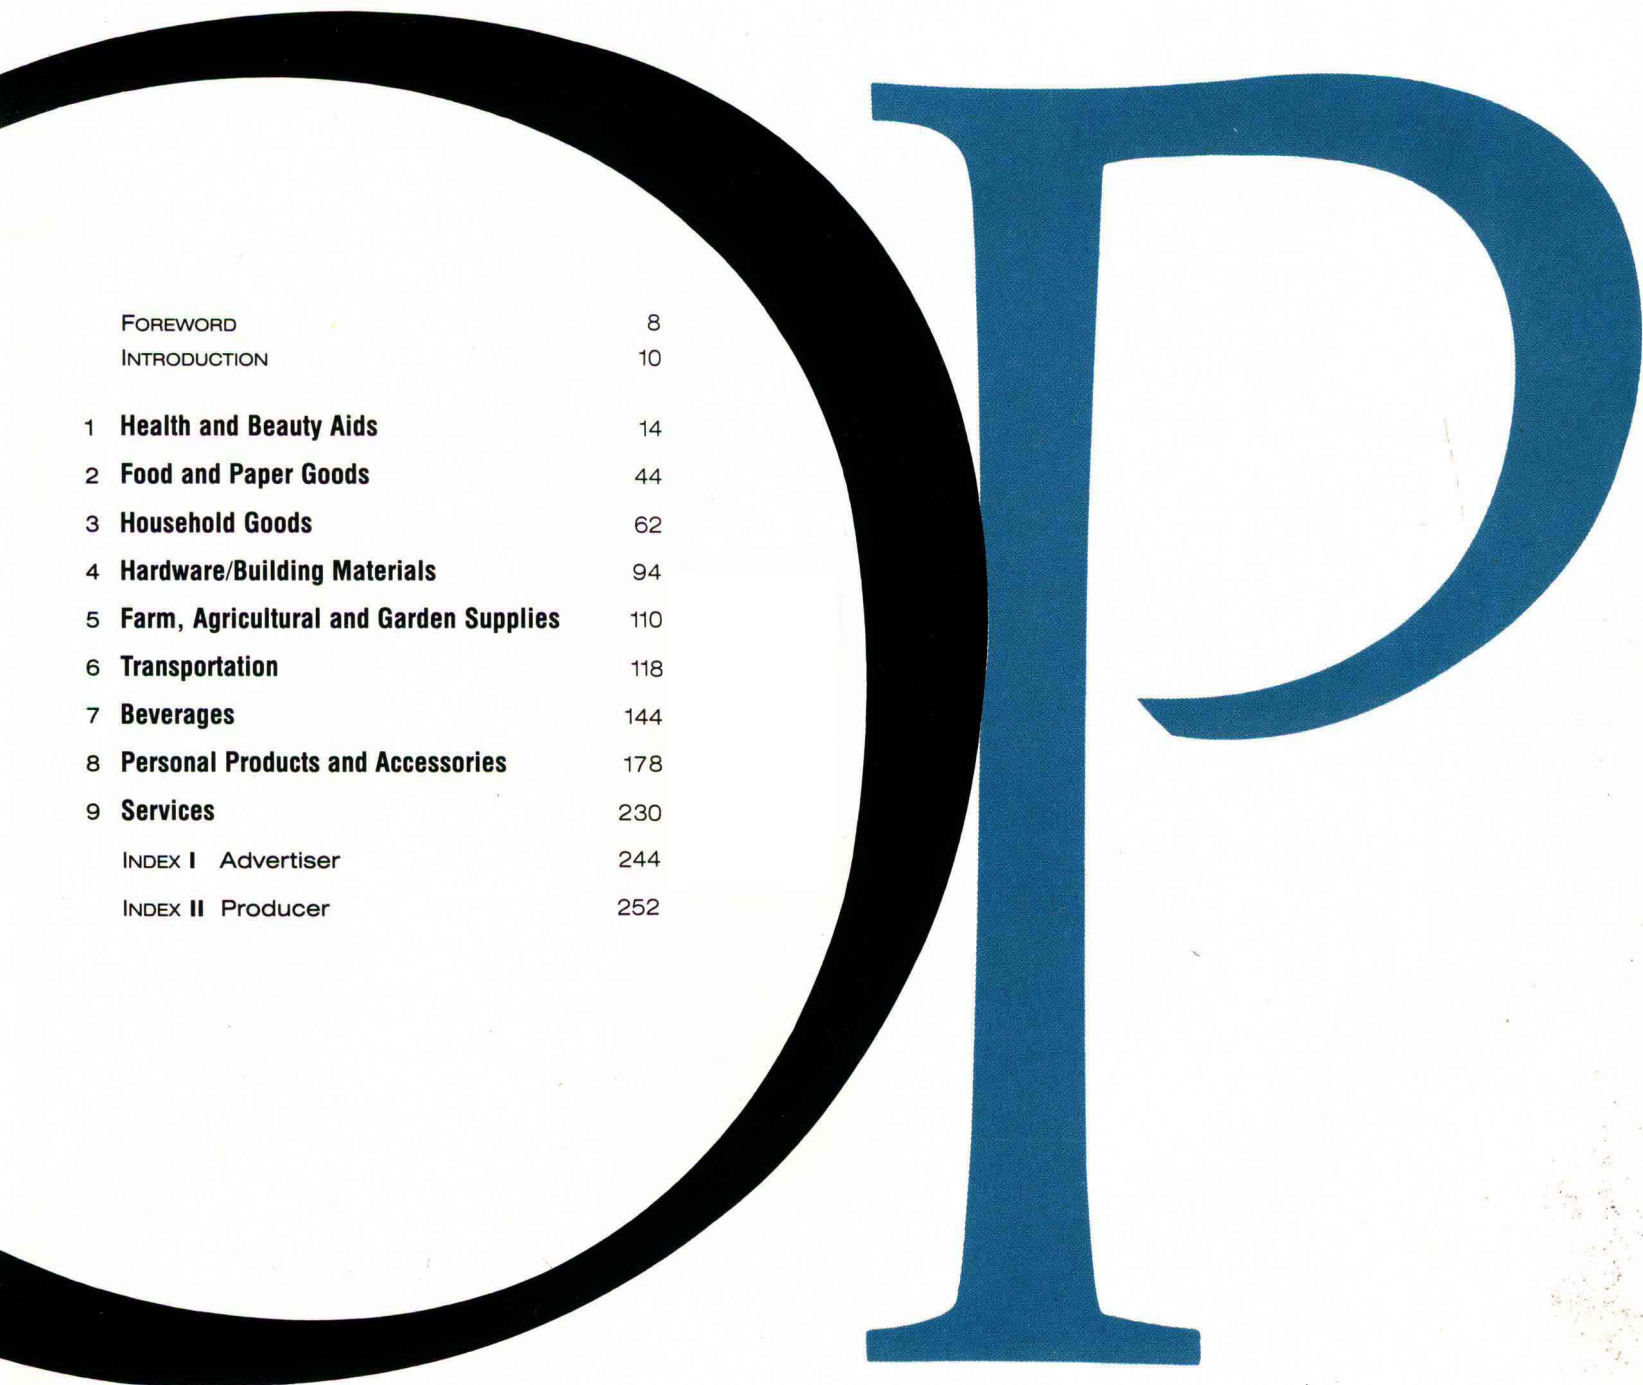 OP
FOREWORD 8
INTRODUCTION 10
1 Health and Beauty Aids 14
2 Food and Paper Goods 44
3 Household Goods 62
4 Hardware/Building Materials 94
5 Farm, Agricultural and Garden Supplies 110
6 Transportation 118
7 Beverages 144
8 Personal Products and Accessories 178
9 Services 230
INDEX I Advertiser 244
INDEX II Producer 252